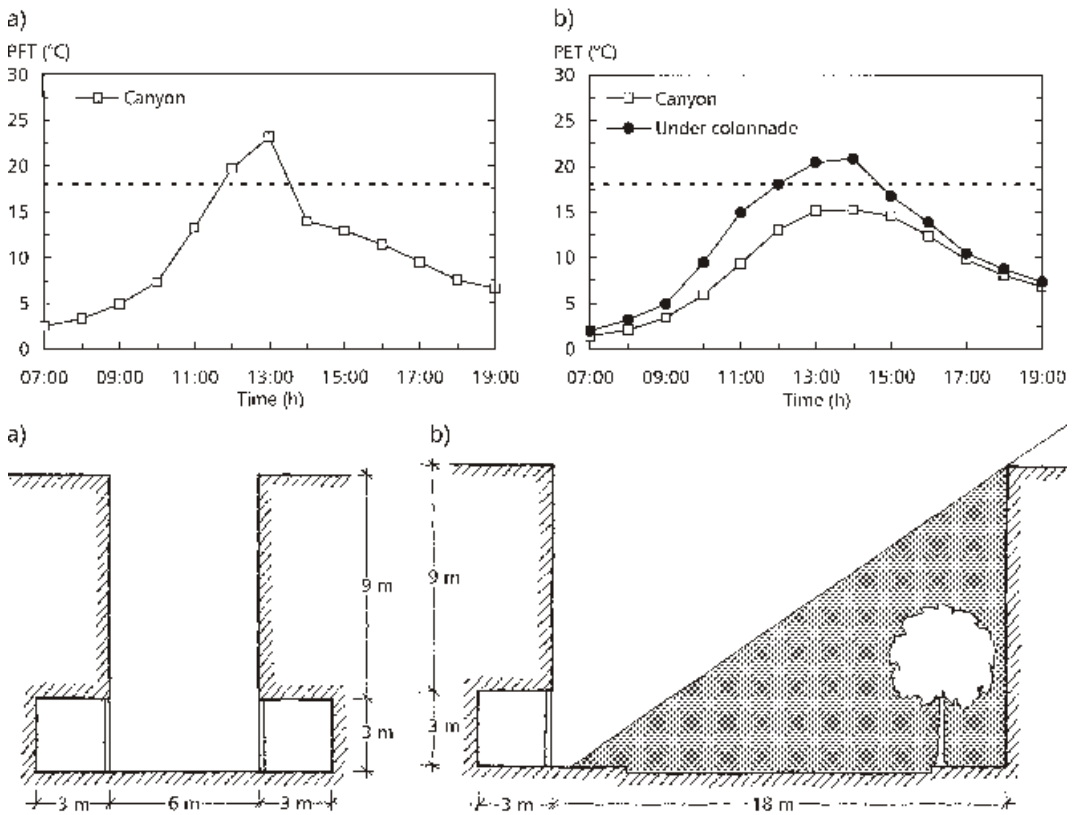 a)
PET (°C)
30
25
20
15
10
5
0
Canyon
07:00 09:00 11:00 13:00 15:00 17:00 19:00
Time (h)
b)
PET (°C)
30
25
20
15
10
5
0
Canyon
Under colonnade
07:00 09:00 11:00 13:00 15:00 17:00 19:00
Time (h)
a)
9 m
3 m
3 m 6 m 3 m
b)
9 m
3 m
3 m 18 m